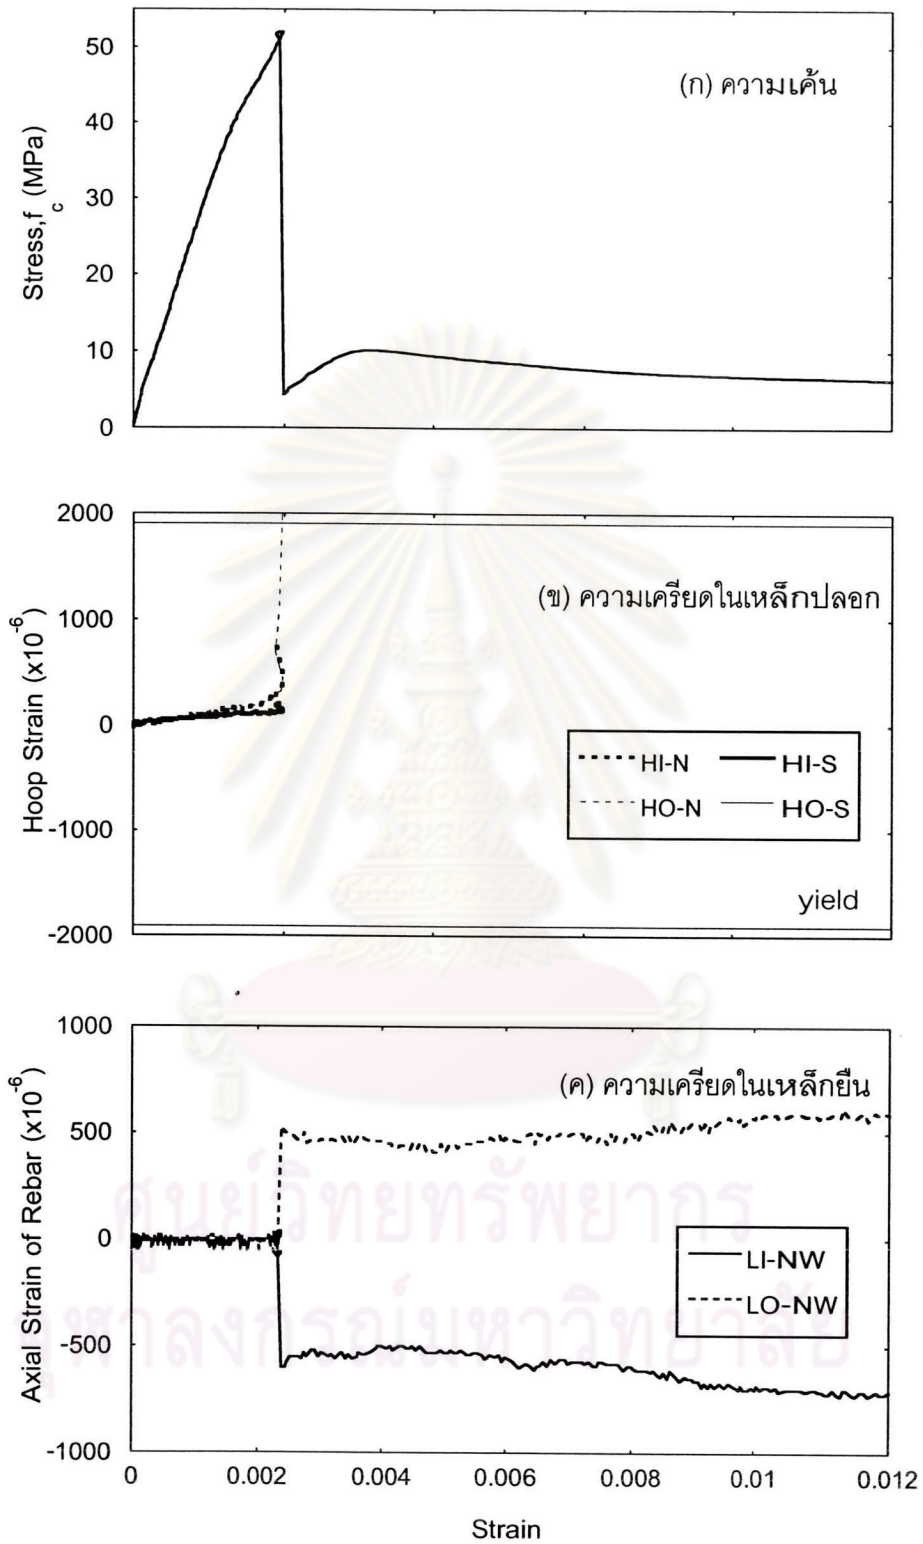 50
40
30
20
10
0
Stress,f c (MPa)
(ก) ความเค้น
2000
1000
0
-1000
-2000
Hoop Strain (x10-6)
(ข) ความเครียดในเหล็กปลอก
HI-N HI-S
HO-N HO-S
yield
1000
500
0
-500
-1000
Axial Strain of Rebar (x10-6)
(ค) ความเครียดในเหล็กยืน
LI-NW
LO-NW
ศูนย์วิทยทรัพยากร
จุฬาลงกรณ์มหาวิทยาลัย
0 0.002 0.004 0.006 0.008 0.01 0.012
Strain